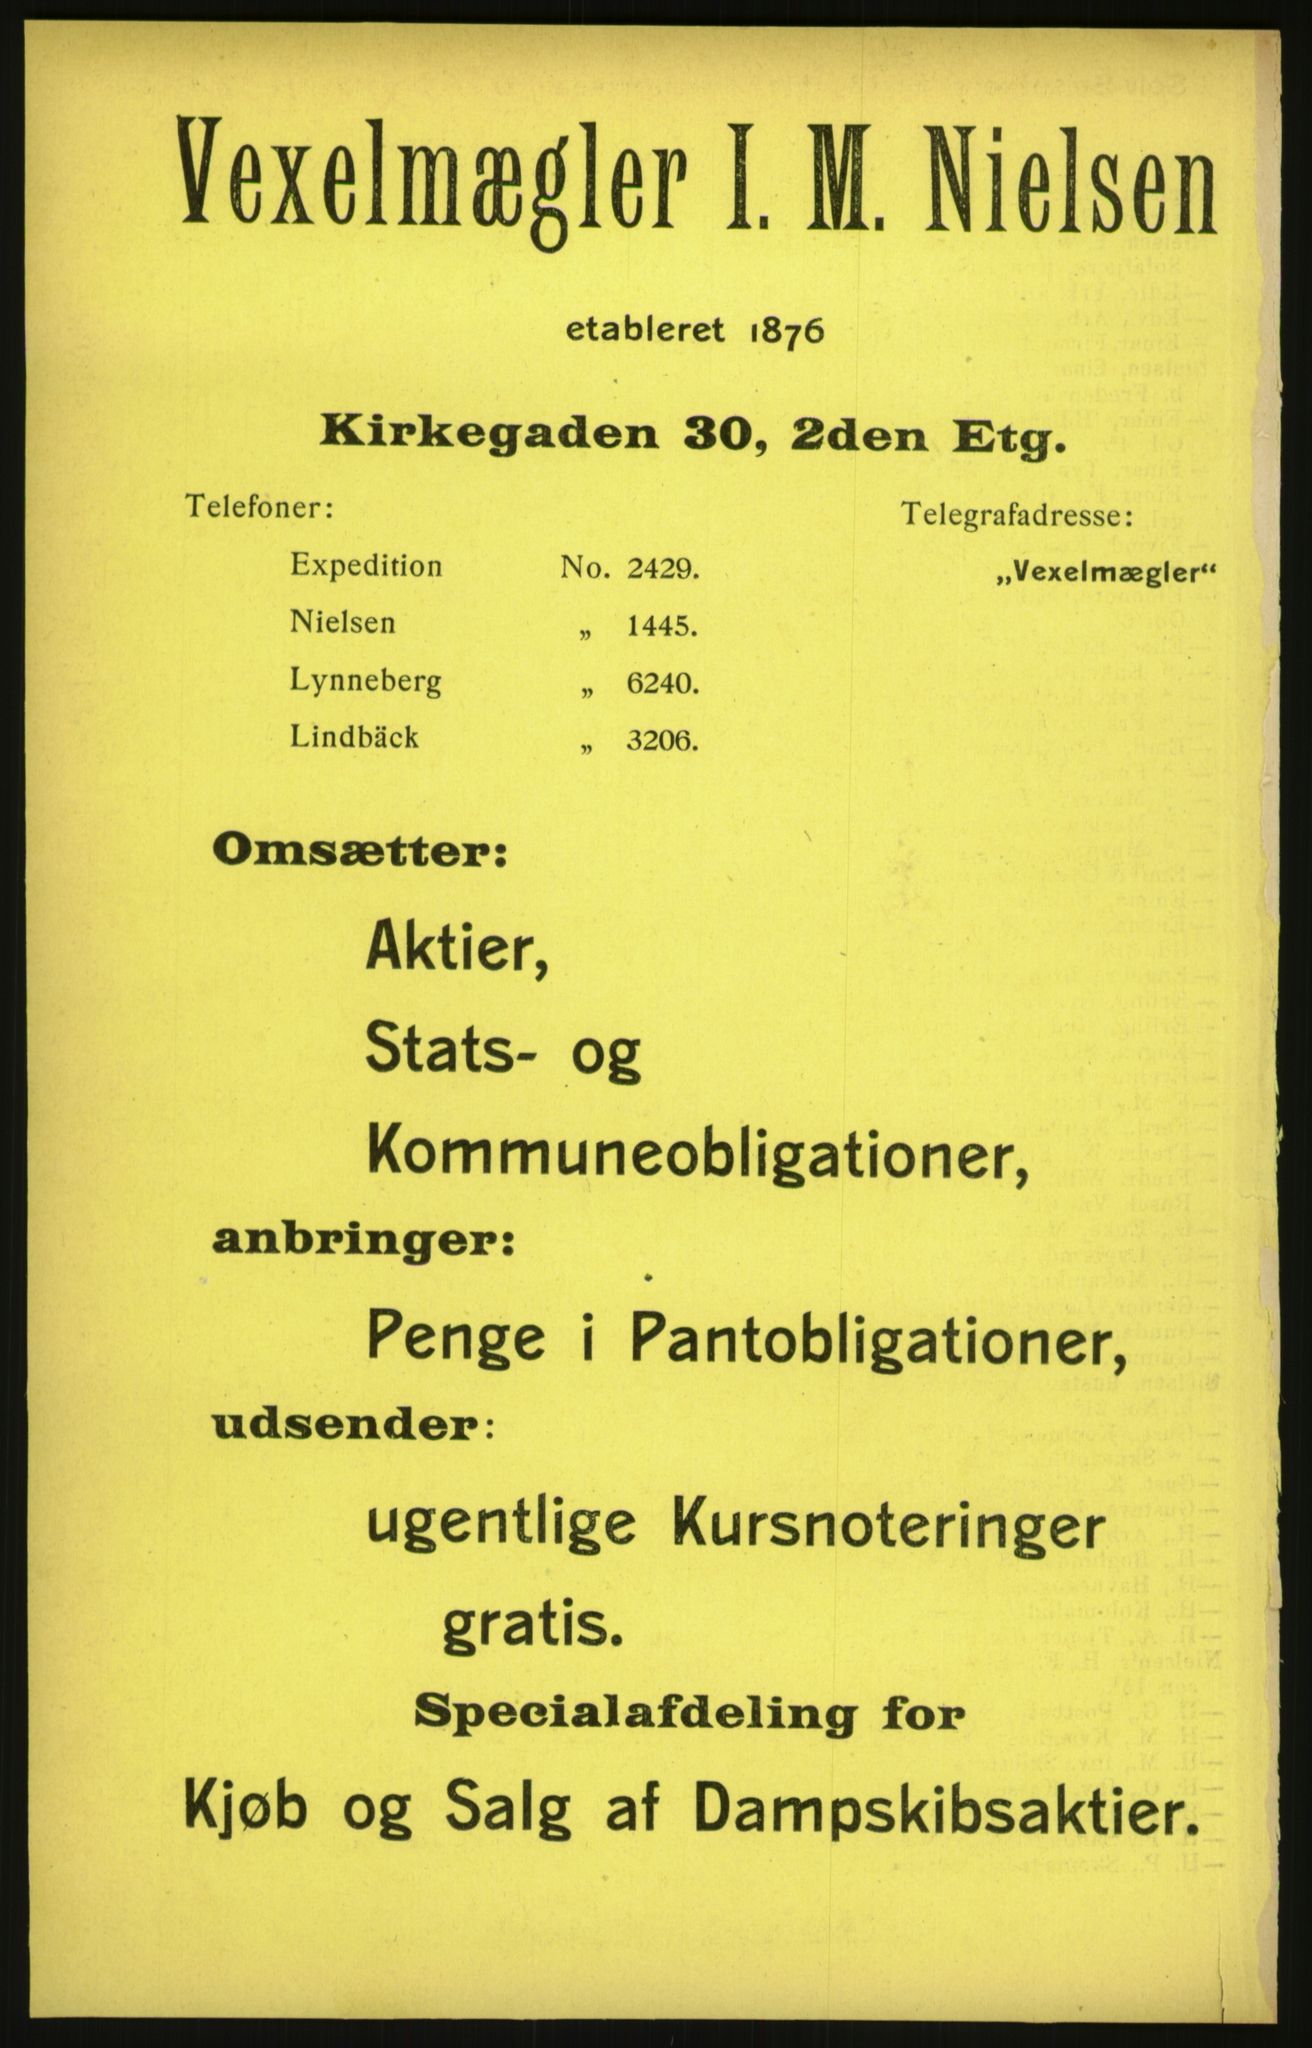 Vexelmægler I. M. Nielsen
etableret 1876
Kirkegaden 30, 2den Etg.
Telefoner: Telegrafadresse:
Expedition No. 2429. „Vexelmægler“
Nielsen „ 1445.
Lynneberg „ 6240.
Lindbäck „ 3206.
Omsætter:
Aktier,
Stats- og
Kommuneobligationer,
anbringer:
Penge i Pantobligationer,
udsender:
ugentlige Kursnoteringer
gratis.
Specialafdeling for
Kjøb og Salg af Dampskibsaktier.